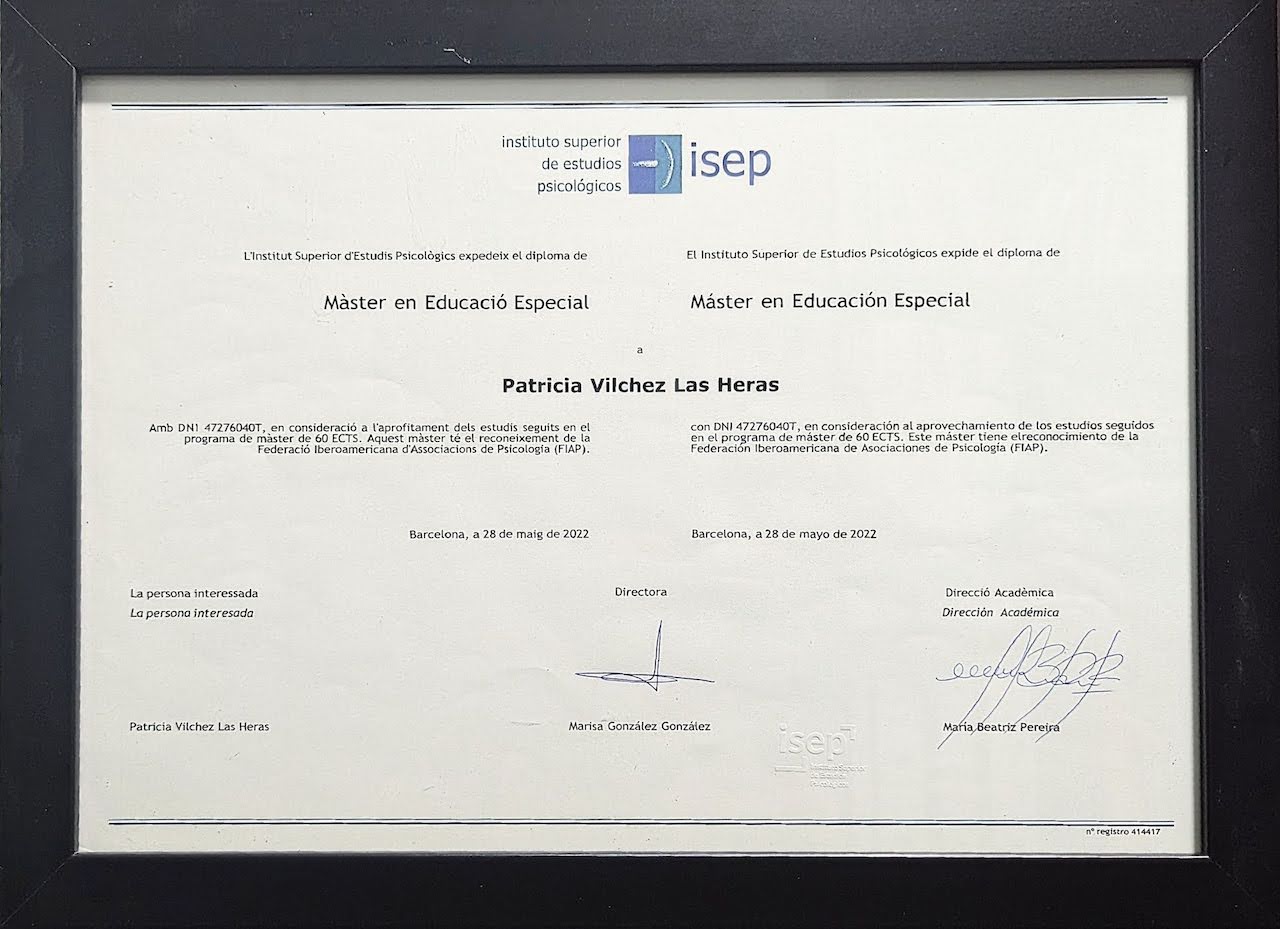 instituto superior
de estudios
psicológicos
isep
L'Institut Superior d'Estudis Psicològics expedeix el diploma de
Màster en Educació Especial
El Instituto Superior de Estudios Psicológicos expide el diploma de
Máster en Educación Especial
a
Patricia Vilchez Las Heras
Amb DNI 47276040T, en consideració a l'aprofitament dels estudis seguits en el
programa de màster de 60 ECTS. Aquest màster té el reconeixement de la
Federació Iberoamericana d'Associacions de Psicologia (FIAP).
con DNI 47276040T, en consideración al aprovechamiento de los estudios seguidos
en el programa de máster de 60 ECTS. Este máster tiene elreconocimiento de la
Federación Iberoamericana de Asociaciones de Psicología (FIAP).
Barcelona, a 28 de maig de 2022
Barcelona, a 28 de mayo de 2022
La persona interessada
La persona interesada
Directora
Direcció Acadèmica
Dirección Académica
Patricia Vilchez Las Heras
Marisa González González
María Beatriz Pereira
isep
Instituto Superior
de Estudios
Psicológicos
nº registro 414417